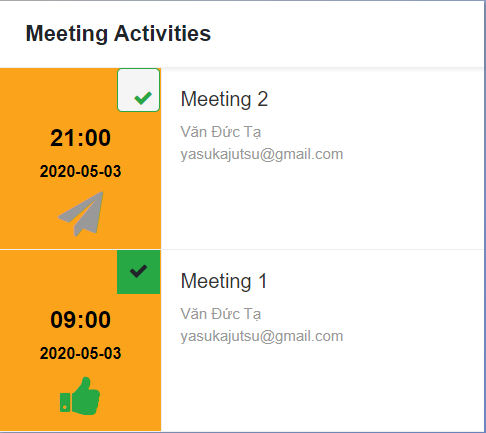 Meeting Activities
21:00
2020-05-03
Meeting 2
Văn Đức Tạ
yasukajutsu@gmail.com
09:00
2020-05-03
Meeting 1
Văn Đức Tạ
yasukajutsu@gmail.com